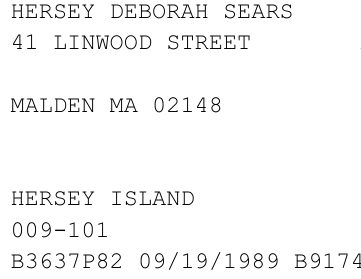 HERSEY DEBORAH SEARS
41 LINWOOD STREET
MALDEN MA 02148
HERSEY ISLAND
009-101
B3637P82 09/19/1989 B9174